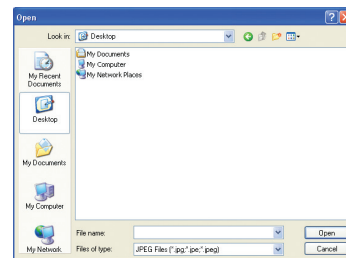 Open
Look in: Desktop
My Documents
My Computer
My Network Places
My Recent
Documents
Desktop
My Documents
My Computer
My Network
File name:
Open
Files of type: JPEG Files (*.jpg;*.jpe;*.jpeg)
Cancel